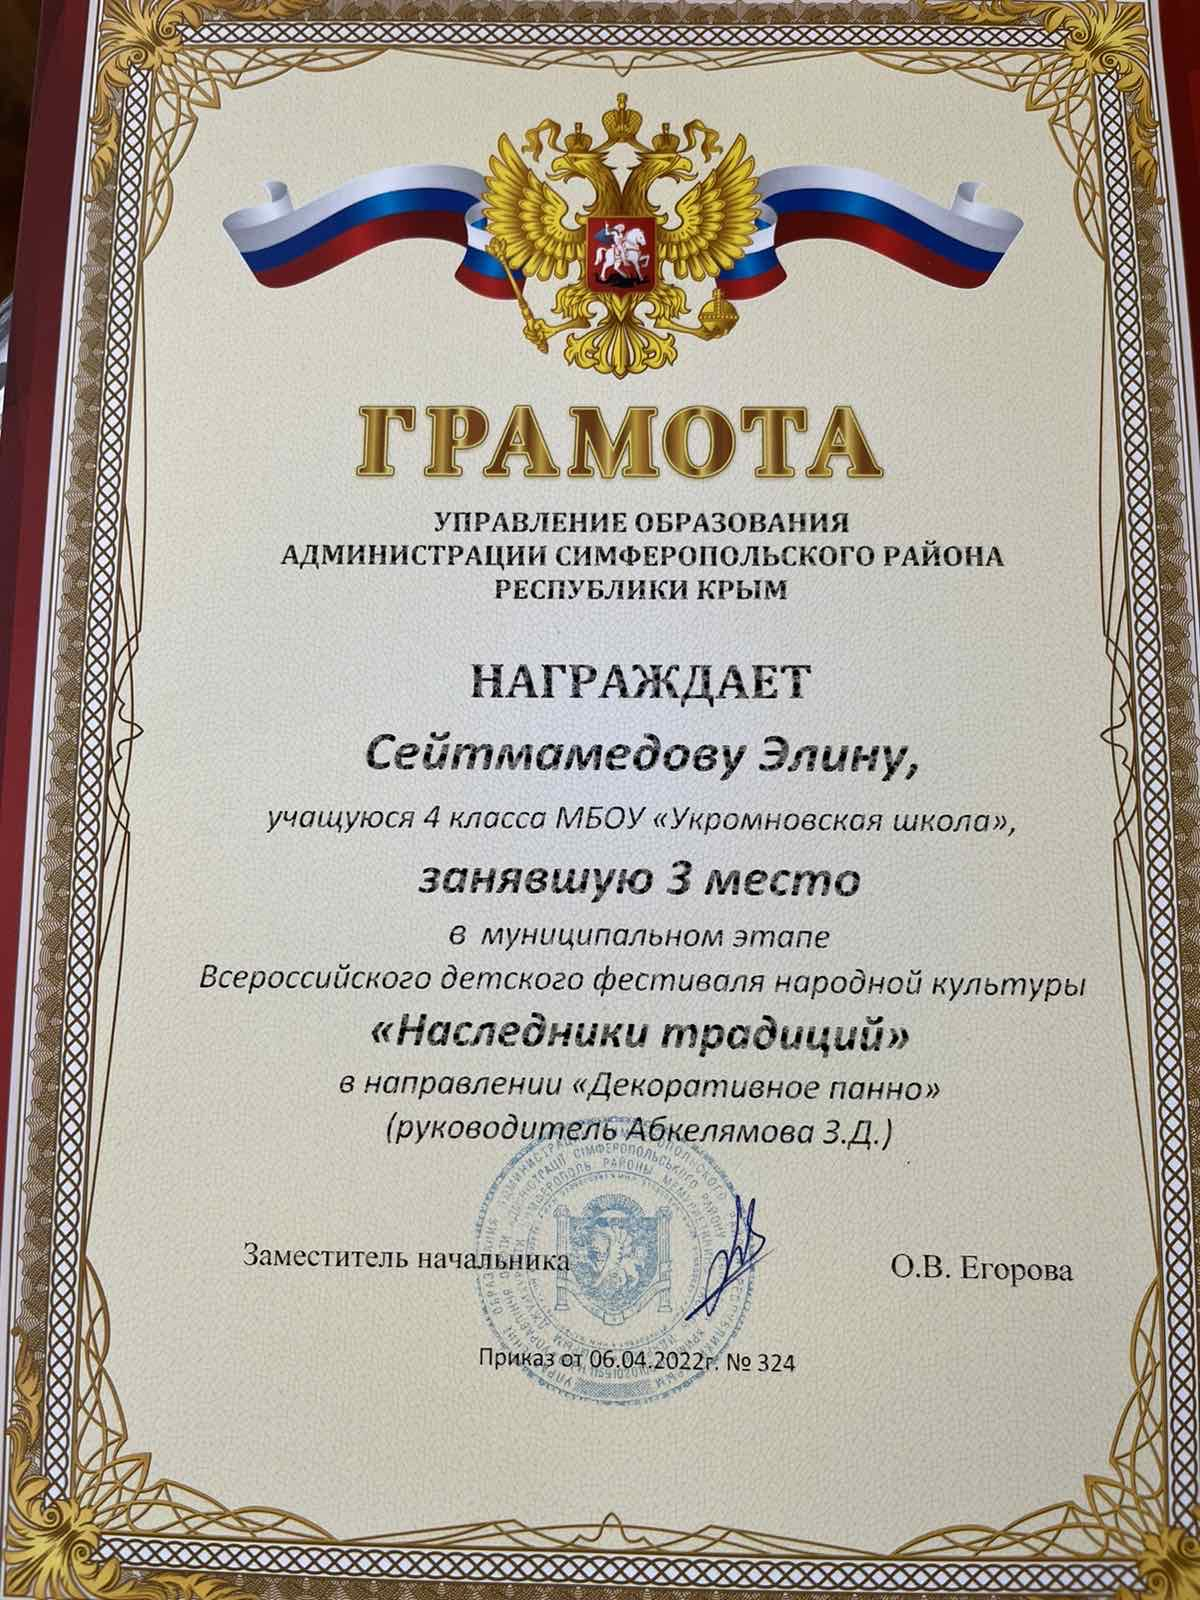 ГРАМОТА
УПРАВЛЕНИЕ ОБРАЗОВАНИЯ
АДМИНИСТРАЦИИ СИМФЕРОПОЛЬСКОГО РАЙОНА
РЕСПУБЛИКИ КРЫМ
НАГРАЖДАЕТ
Сейтмамедову Элину,
учащуюся 4 класса МБОУ «Укромновская школа»,
занявшую 3 место
в муниципальном этапе
Всероссийского детского фестиваля народной культуры
«Наследники традиций»
в направлении «Декоративное панно»
(руководитель Абкелямова З.Д.)
Заместитель начальника
О.В. Егорова
Приказ от 06.04.2022г. № 324